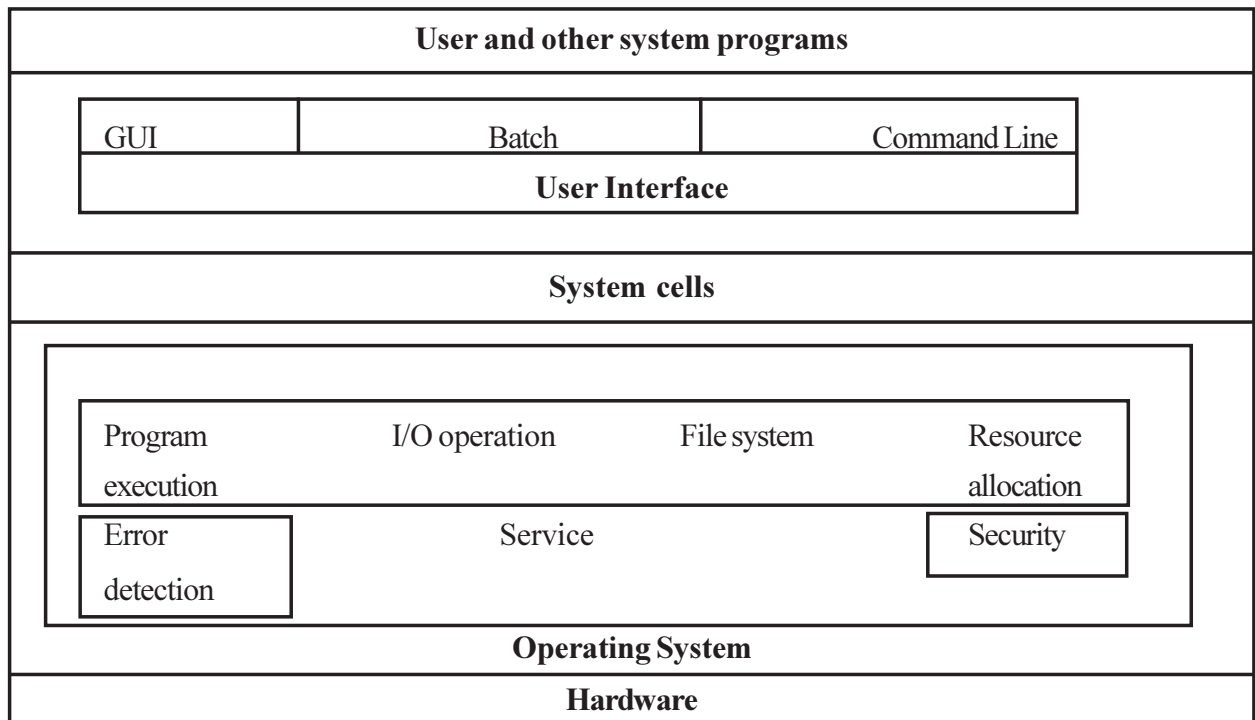 User and other system programs
GUI Batch Command Line
User Interface
System cells
Program I/O operation File system Resource
execution allocation
Error Service Security
detection
Operating System
Hardware